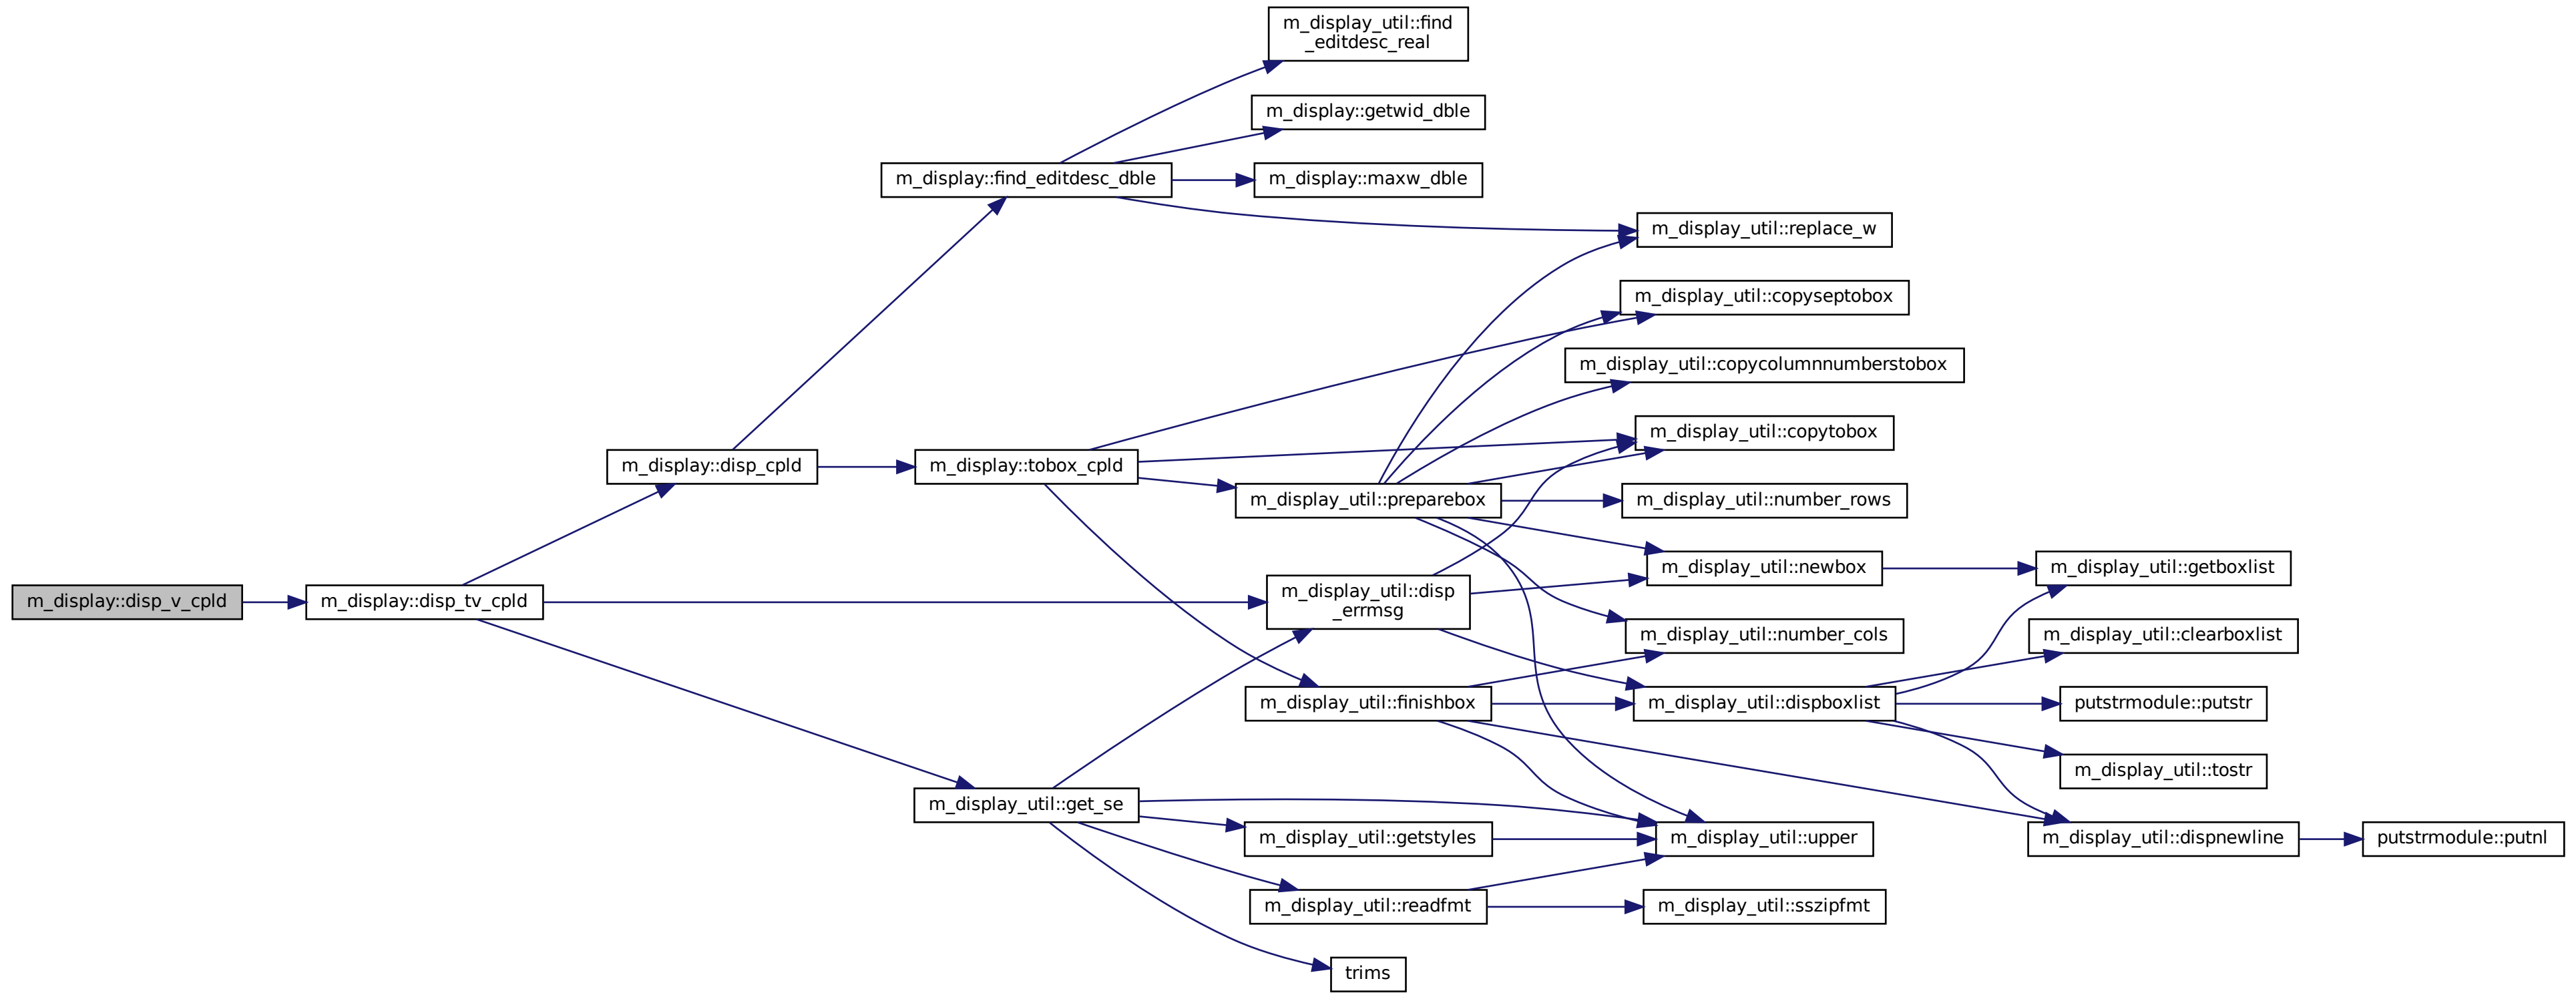 m_display_util::find
_editdesc_real
m_display::getwid_dble
m_display::find_editdesc_dble
m_display::maxw_dble
m_display_util::replace_w
m_display_util::copyseptobox
m_display_util::copycolumnnumberstobox
m_display_util::copytobox
m_display::disp_cpld
m_display::tobox_cpld
m_display_util::preparebox
m_display_util::number_rows
m_display_util::newbox
m_display_util::getboxlist
m_display::disp_v_cpld
m_display::disp_tv_cpld
m_display_util::disp
_errmsg
m_display_util::number_cols
m_display_util::clearboxlist
m_display_util::finishbox
m_display_util::dispboxlist
putstrmodule::putstr
m_display_util::tostr
m_display_util::get_se
m_display_util::getstyles
m_display_util::upper
m_display_util::dispnewline
putstrmodule::putnl
m_display_util::readfmt
m_display_util::sszipfmt
trims